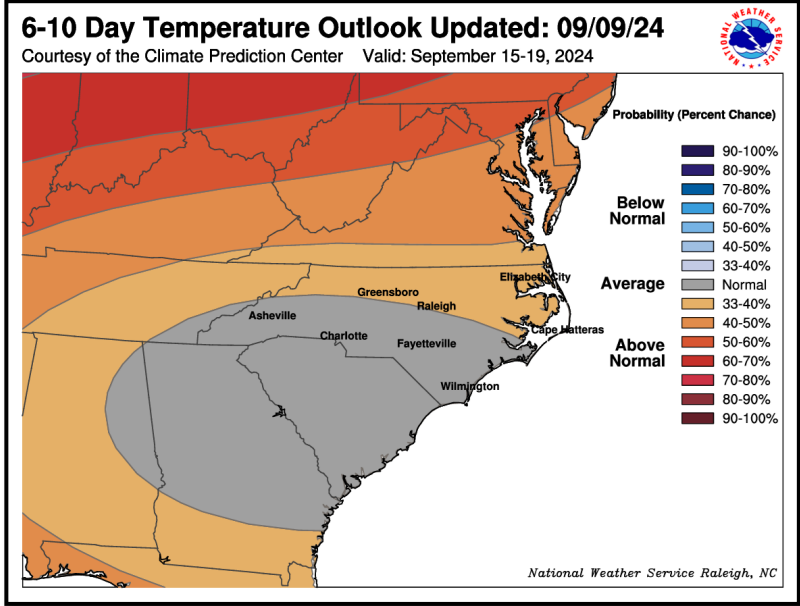 6-10 Day Temperature Outlook Updated: 09/09/24
Courtesy of the Climate Prediction Center Valid: September 15-19, 2024
NATIONAL WEATHER SERVICE
Probability (Percent Chance)
90-100%
80-90%
70-80%
Below
Normal
60-70%
50-60%
40-50%
33-40%
Average
Normal
33-40%
40-50%
Above
Normal
50-60%
60-70%
70-80%
80-90%
90-100%
Elizabeth City
Greensboro
Raleigh
Asheville
Cape Hatteras
Charlotte
Fayetteville
Wilmington
National Weather Service Raleigh, NC